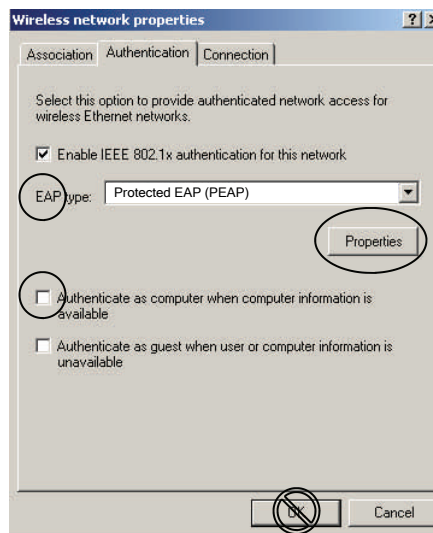 Wireless network properties
Association Authentication Connection
Select this option to provide authenticated network access for
wireless Ethernet networks.
Enable IEEE 802.1x authentication for this network
EAP type: Protected EAP (PEAP)
Properties
Authenticate as computer when computer information is
available
Authenticate as guest when user or computer information is
unavailable
OK Cancel